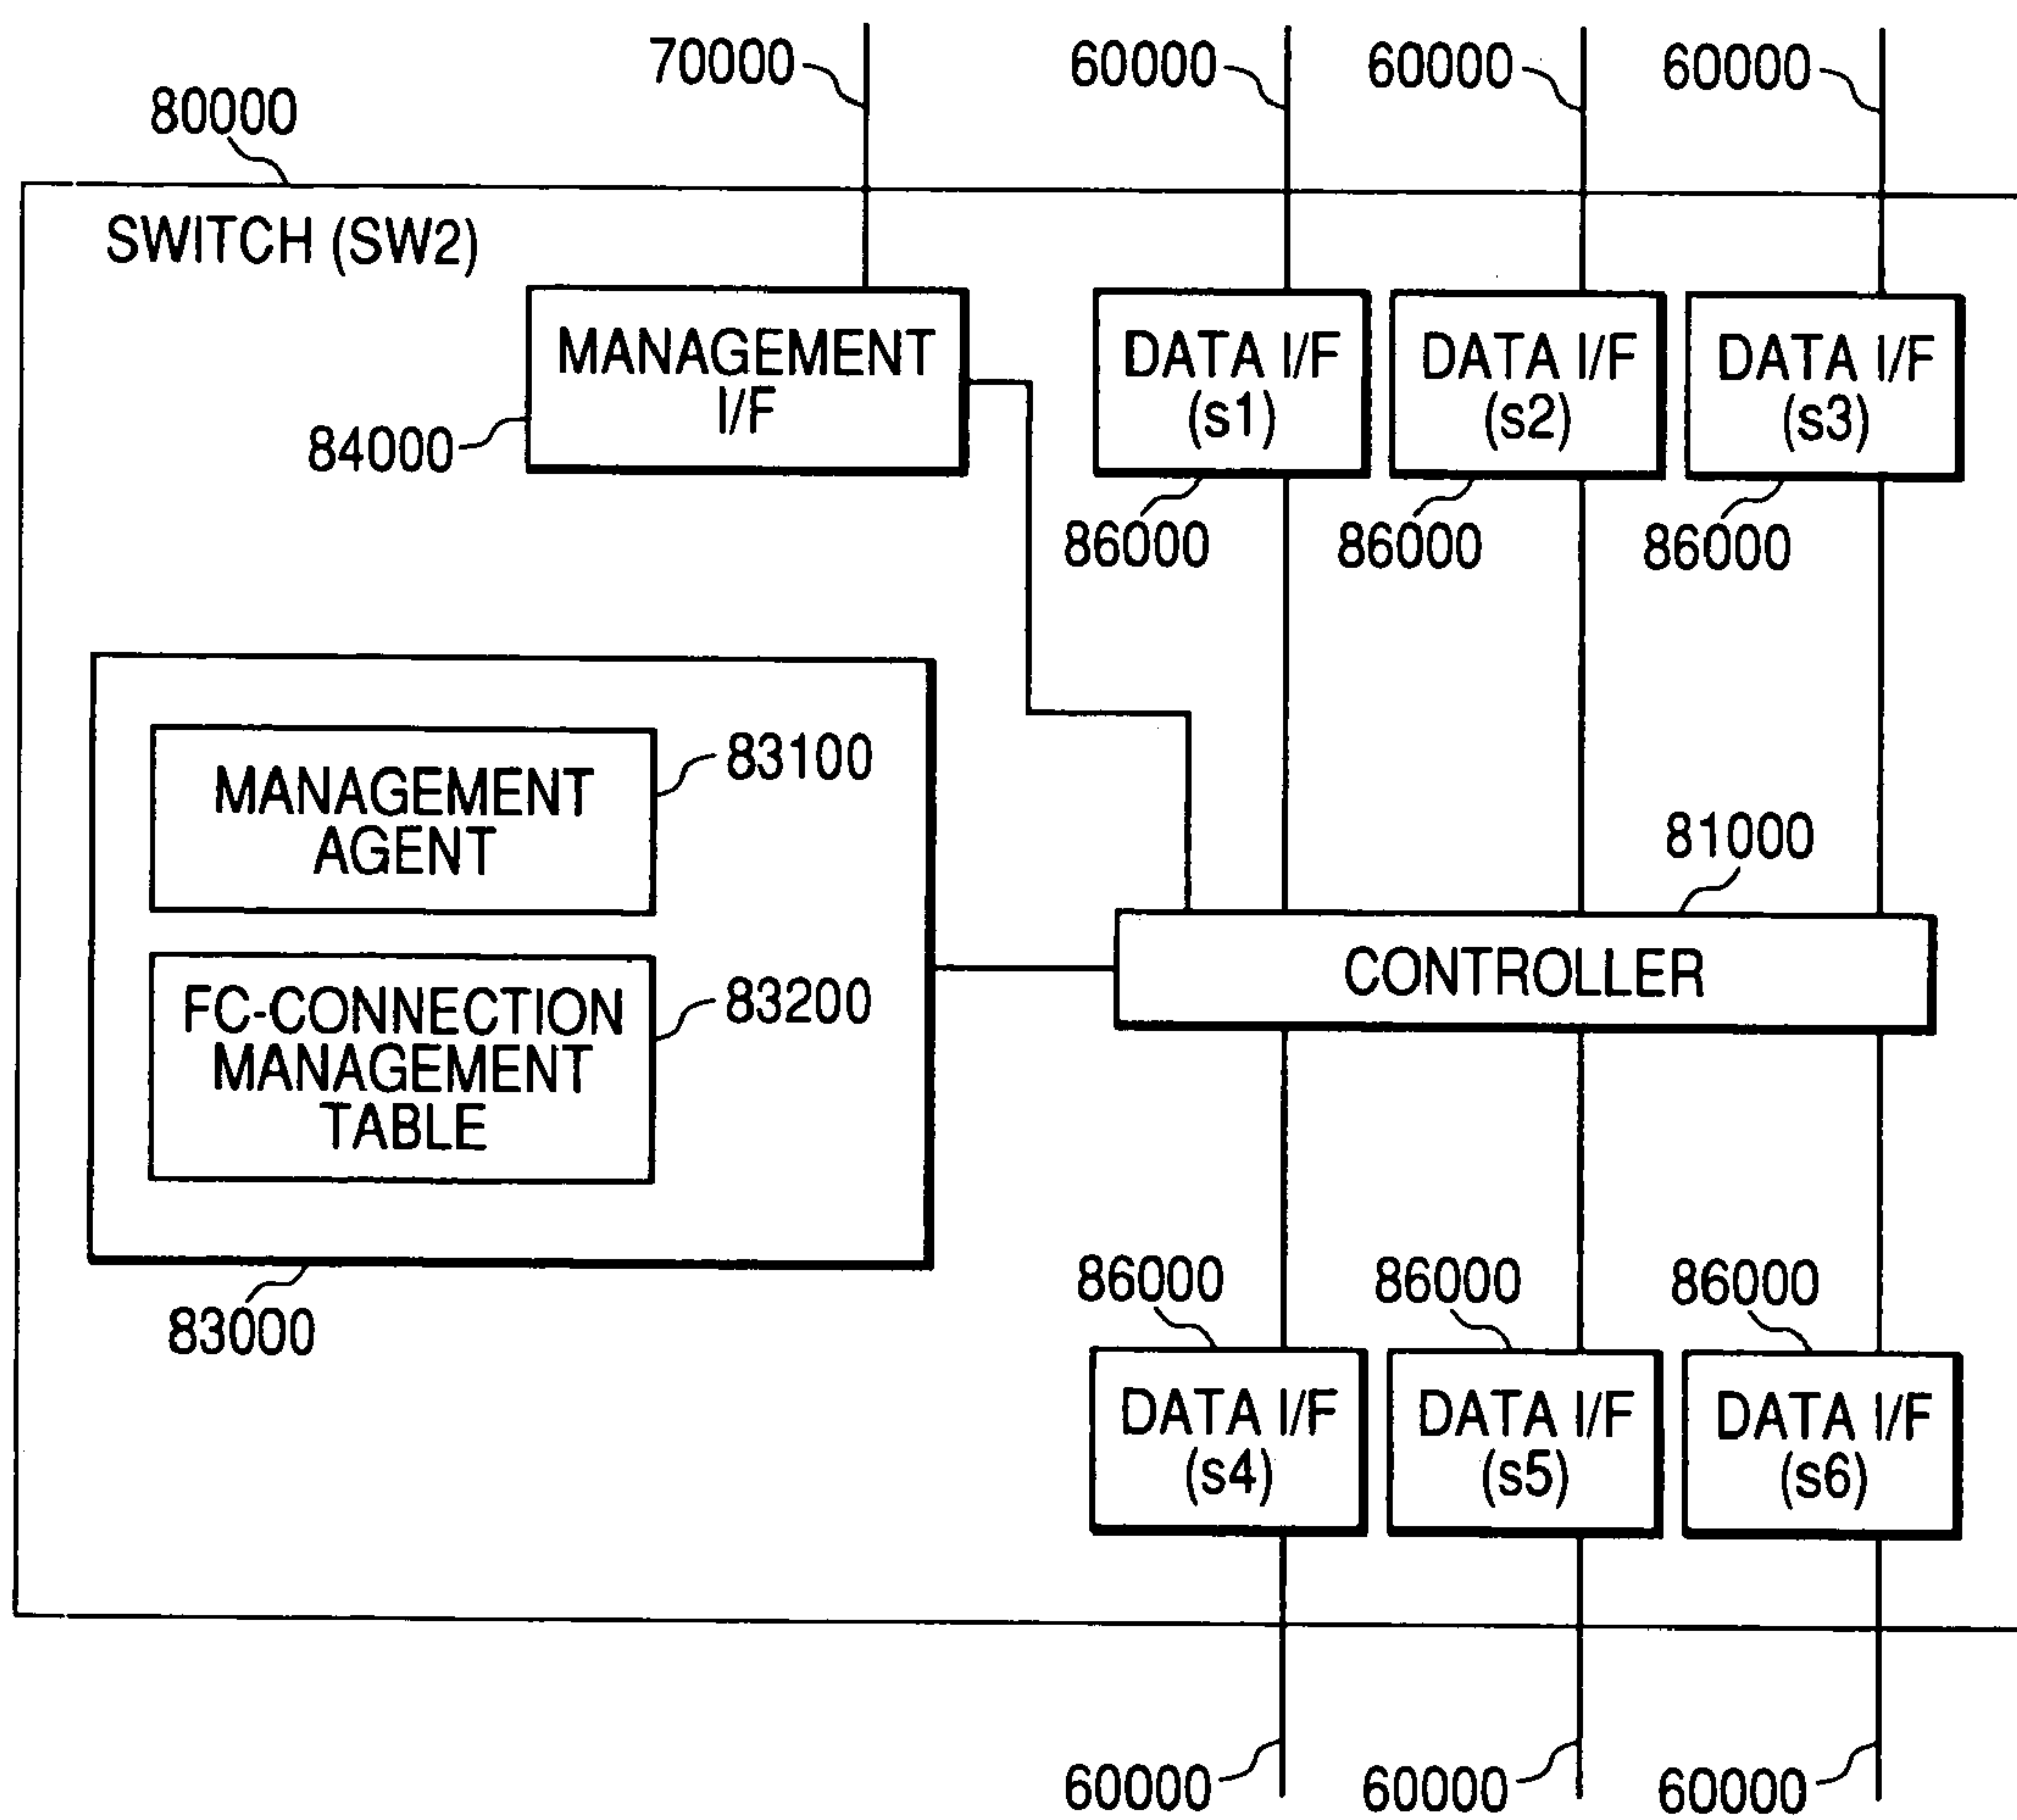 70000
60000
60000
60000
80000
SWITCH (SW2)
MANAGEMENT
I/F
84000
DATA I/F
(s1)
DATA I/F
(s2)
DATA I/F
(s3)
86000
86000
86000
MANAGEMENT
AGENT
83100
FC-CONNECTION
MANAGEMENT
TABLE
83200
83000
81000
CONTROLLER
86000
86000
86000
DATA I/F
(s4)
DATA I/F
(s5)
DATA I/F
(s6)
60000
60000
60000